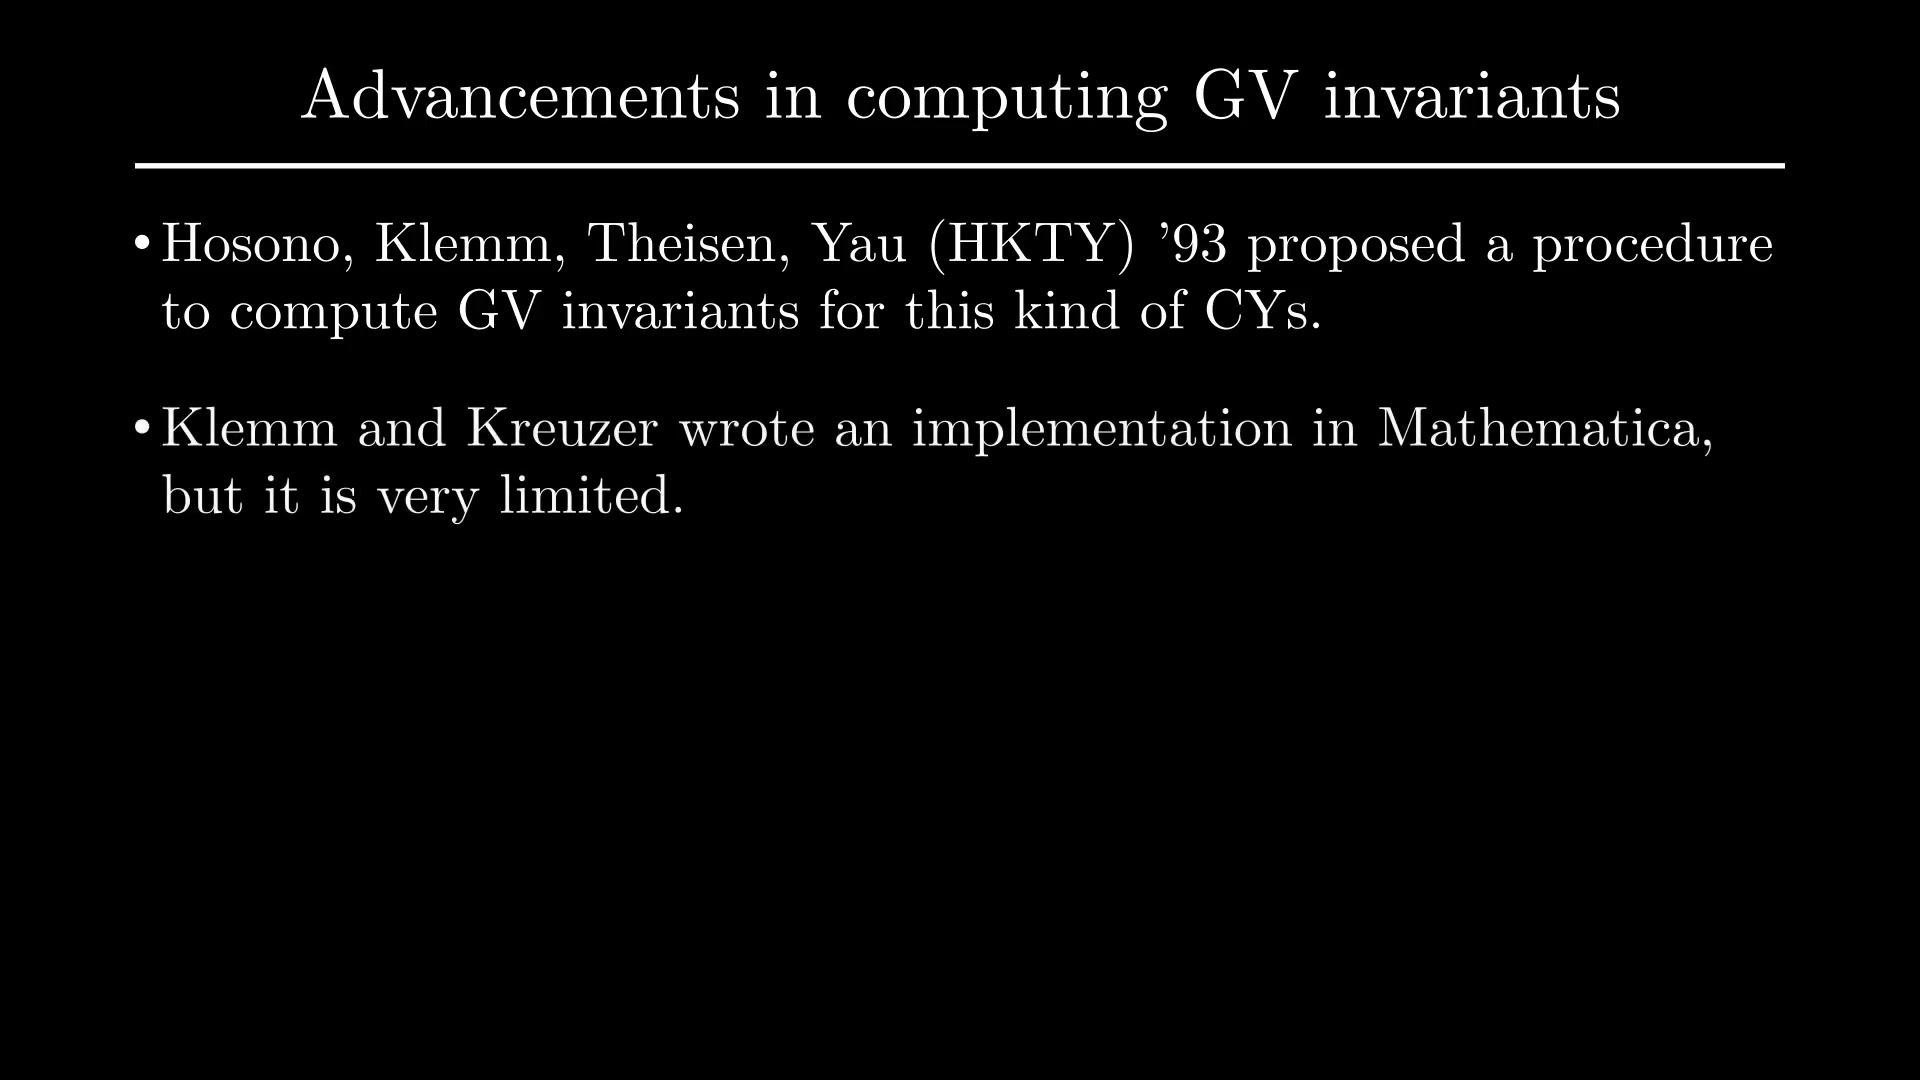 Advancements in computing GV invariants
• Hosono, Klemm, Theisen, Yau (HKTY) ’93 proposed a procedure
to compute GV invariants for this kind of CYs.
• Klemm and Kreuzer wrote an implementation in Mathematica,
but it is very limited.